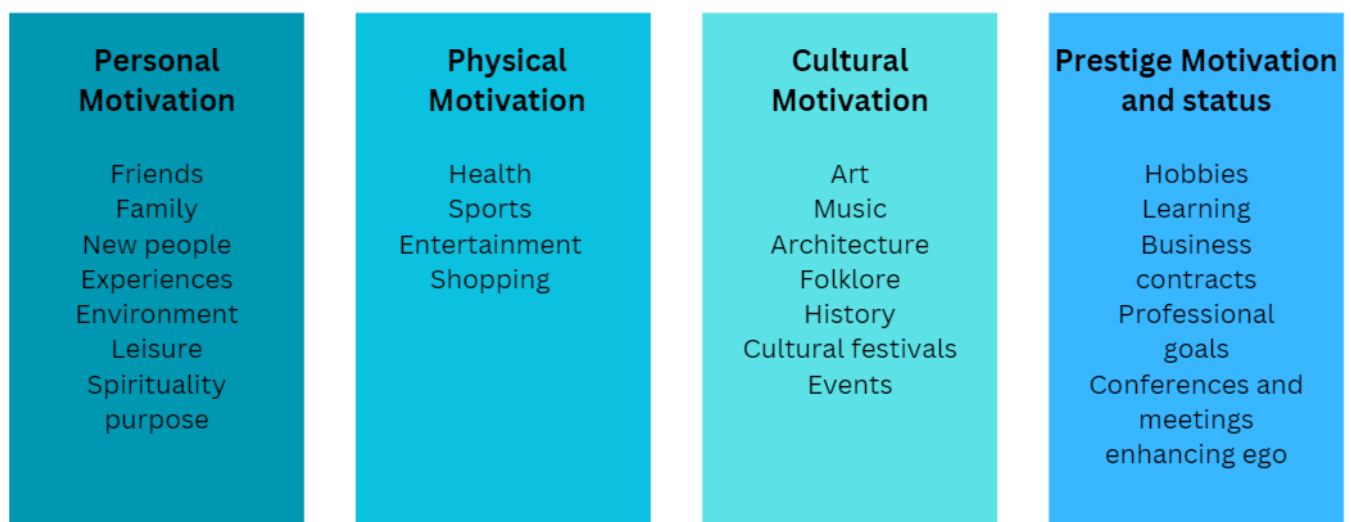 Personal
Motivation
Friends
Family
New people
Experiences
Environment
Leisure
Spirituality
purpose
Physical
Motivation
Health
Sports
Entertainment
Shopping
Cultural
Motivation
Art
Music
Architecture
Folklore
History
Cultural festivals
Events
Prestige Motivation
and status
Hobbies
Learning
Business
contracts
Professional
goals
Conferences and
meetings
enhancing ego